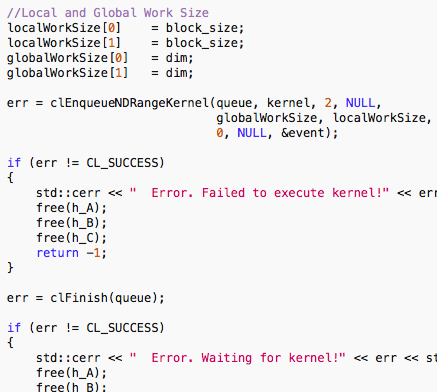 //Local and Global Work Size
localWorkSize[0]    = block_size;
localWorkSize[1]    = block_size;
globalWorkSize[0]   = dim;
globalWorkSize[1]   = dim;

err = clEnqueueNDRangeKernel(queue, kernel, 2, NULL,
                             globalWorkSize, localWorkSize,
                             0, NULL, &event);

if (err != CL_SUCCESS)
{
    std::cerr << "  Error. Failed to execute kernel!" << err
    free(h_A);
    free(h_B);
    free(h_C);
    return -1;
}

err = clFinish(queue);

if (err != CL_SUCCESS)
{
    std::cerr << "  Error. Waiting for kernel!" << err << st
    free(h_A);
    free(h_B);